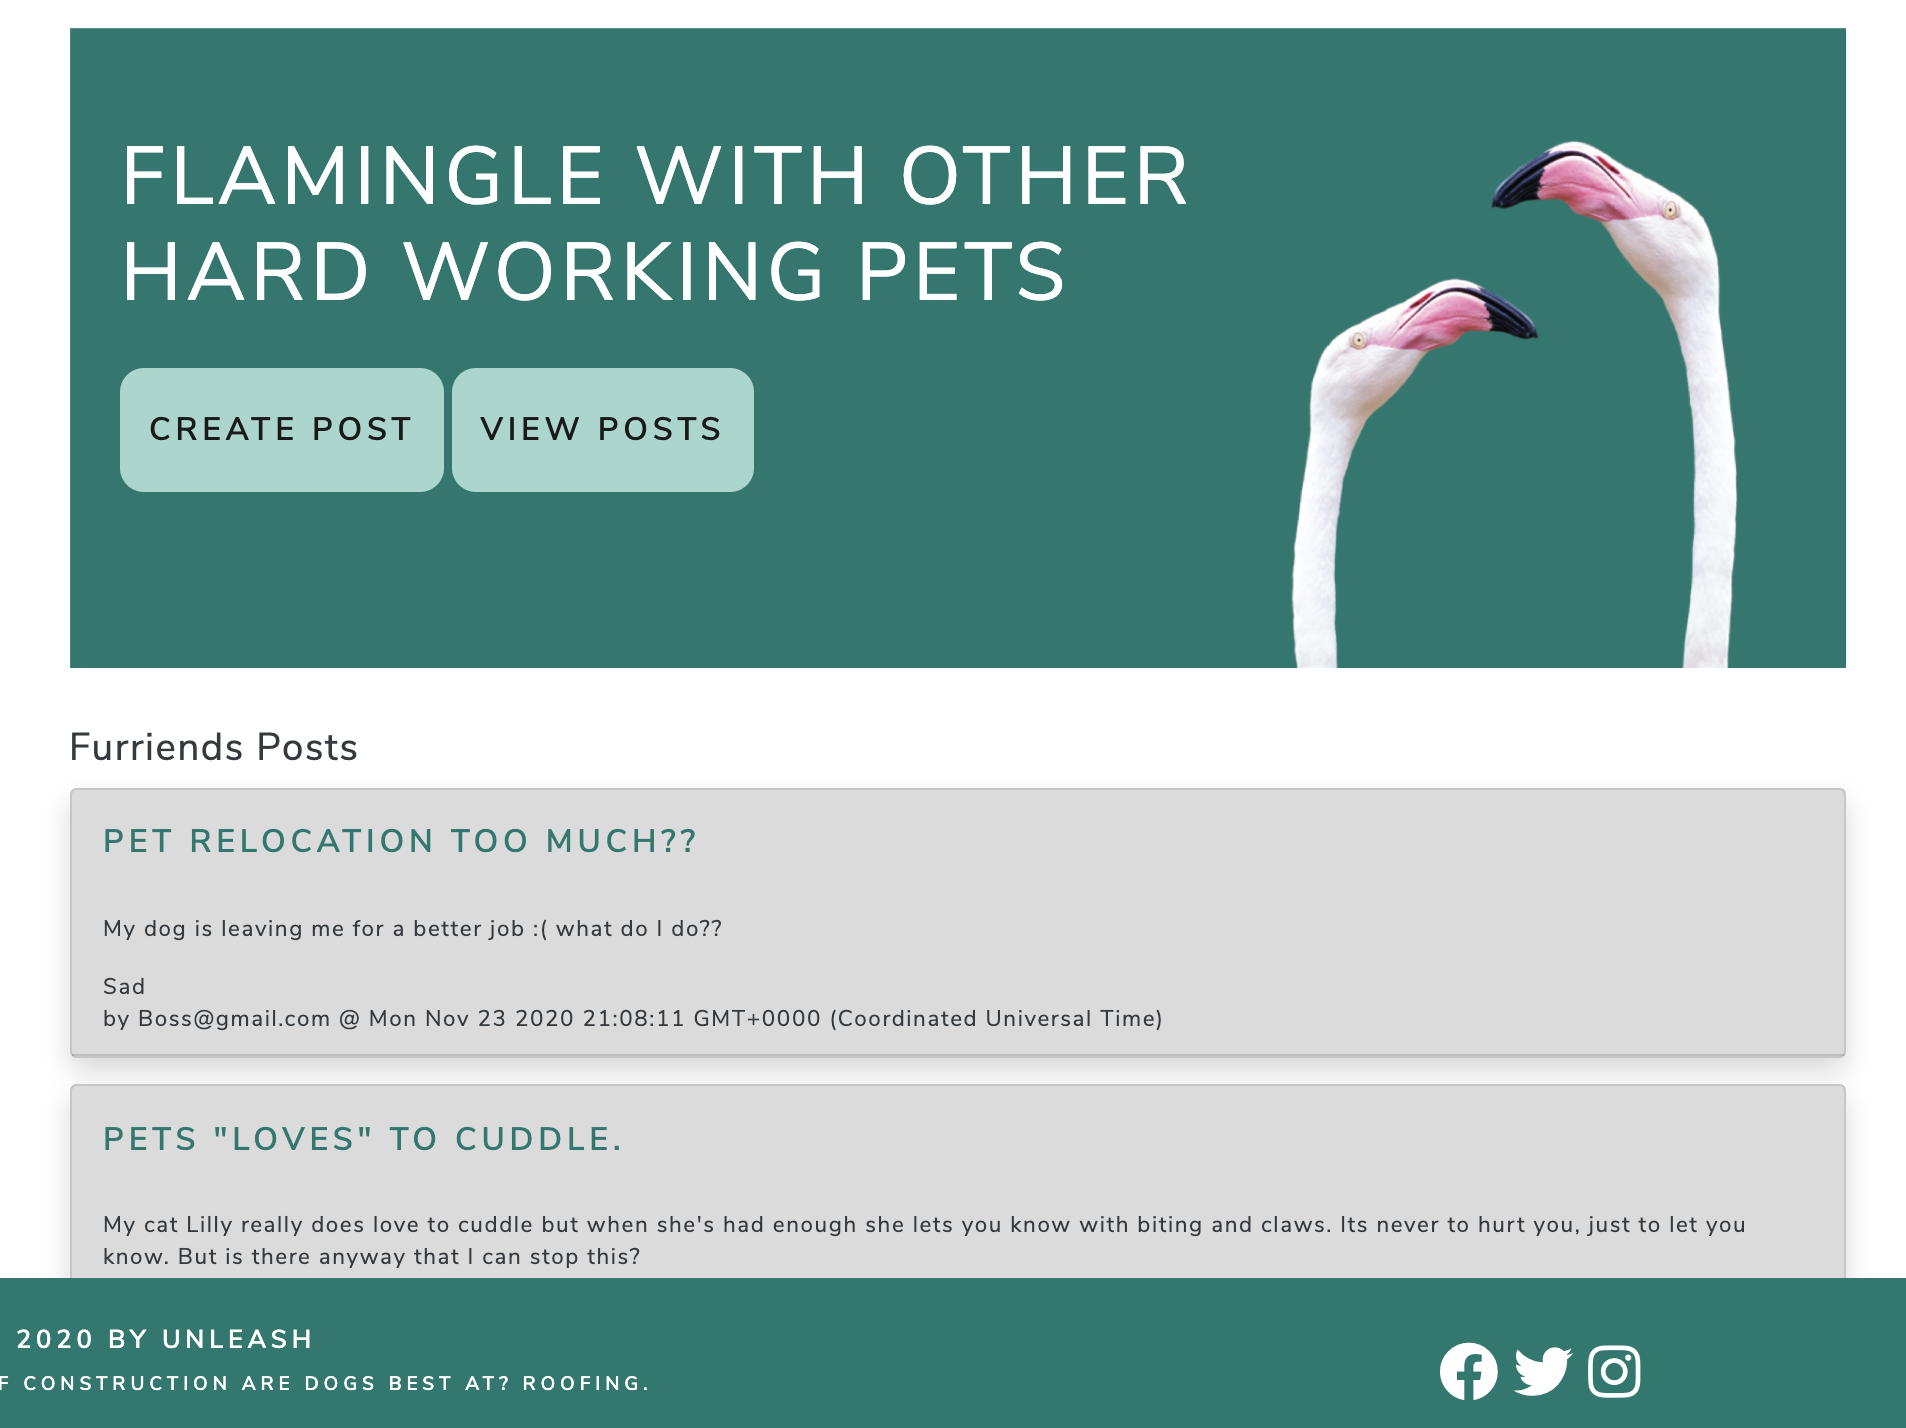 FLAMINGLE WITH OTHER
HARD WORKING PETS
CREATE POST
VIEW POSTS
Furriends Posts
PET RELOCATION TOO MUCH??
My dog is leaving me for a better job :( what do I do??
Sad
by Boss@gmail.com @ Mon Nov 23 2020 21:08:11 GMT+0000 (Coordinated Universal Time)
PETS "LOVES" TO CUDDLE.
My cat Lilly really does love to cuddle but when she's had enough she lets you know with biting and claws. Its never to hurt you, just to let you
know. But is there anyway that I can stop this?
2020 BY UNLEASH
F CONSTRUCTION ARE DOGS BEST AT? ROOFING.